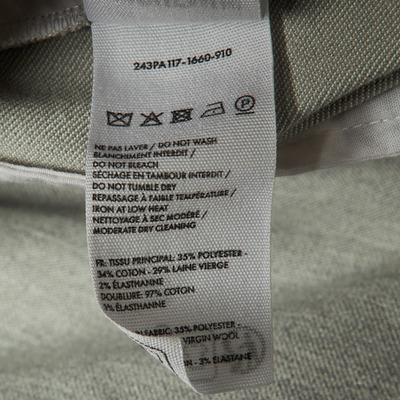 243PA117-1660-910
NE PAS LAVER / DO NOT WASH
BLANCHIMENT INTERDIT /
DO NOT BLEACH
SÉCHAGE EN TAMBOUR INTERDIT /
DO NOT TUMBLE DRY
REPASSAGE À FAIBLE TEMPÉRATURE /
IRON AT LOW HEAT
NETTOYAGE À SEC MODÉRÉ /
MODERATE DRY CLEANING
FR: TISSU PRINCIPAL: 35% POLYESTER -
34% COTON - 29% LAINE VIERGE
2% ÉLASTHANNE
DOUBLURE: 97% COTON
3% ÉLASTHANNE
FABRIC: 35% POLYESTER -
VIRGIN WOOL
- 3% ELASTANE